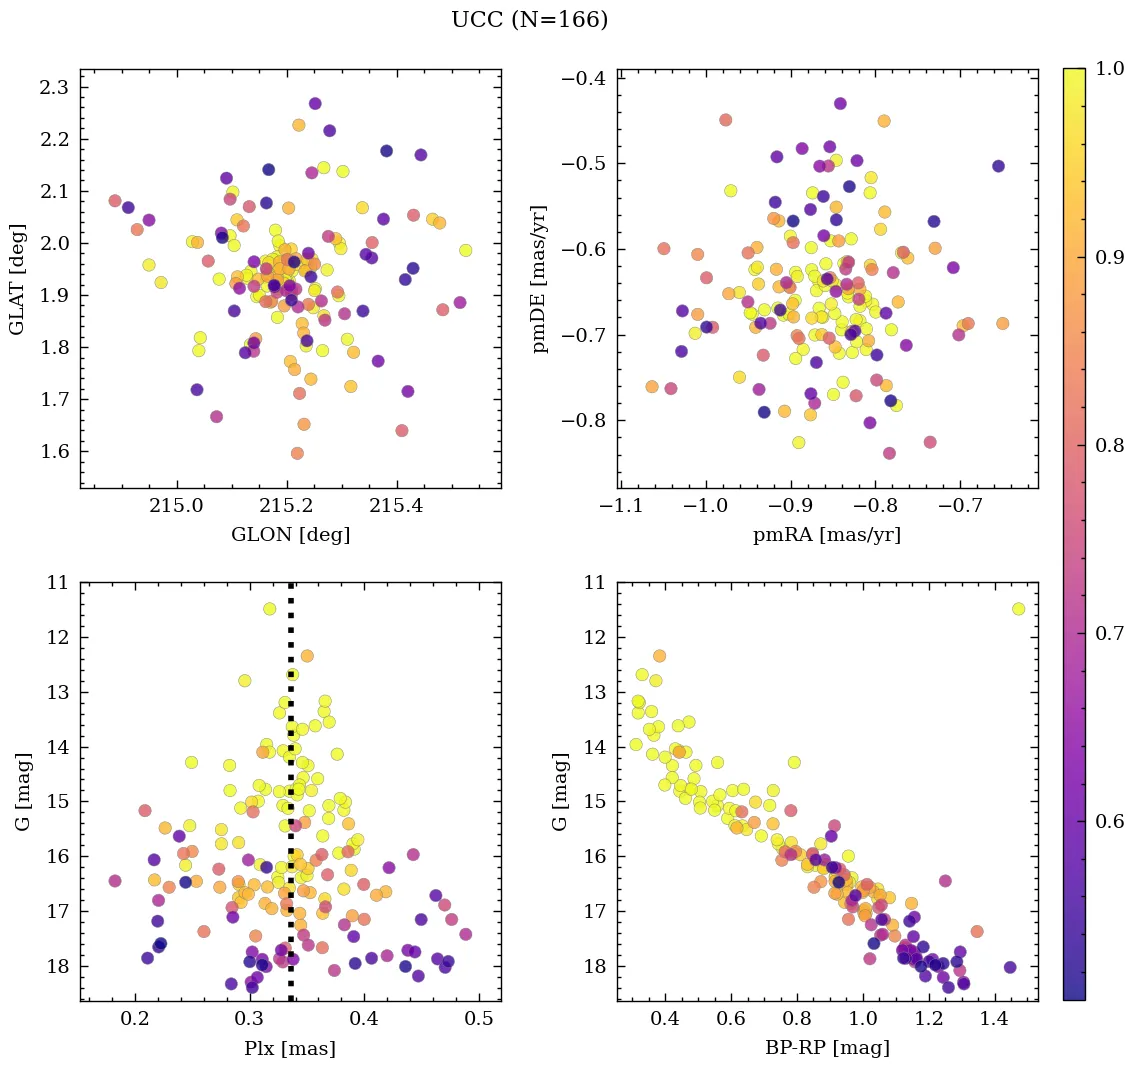 UCC (N=166)
2.3
2.2
2.1
2.0
1.9
1.8
1.7
1.6
GLAT [deg]
215.0 215.2 215.4
GLON [deg]
−0.4
−0.5
−0.6
−0.7
−0.8
pmDE [mas/yr]
−1.1 −1.0 −0.9 −0.8 −0.7
pmRA [mas/yr]
1.0
0.9
0.8
0.7
0.6
11
12
13
14
15
16
17
18
G [mag]
0.2 0.3 0.4 0.5
Plx [mas]
11
12
13
14
15
16
17
18
G [mag]
0.4 0.6 0.8 1.0 1.2 1.4
BP-RP [mag]